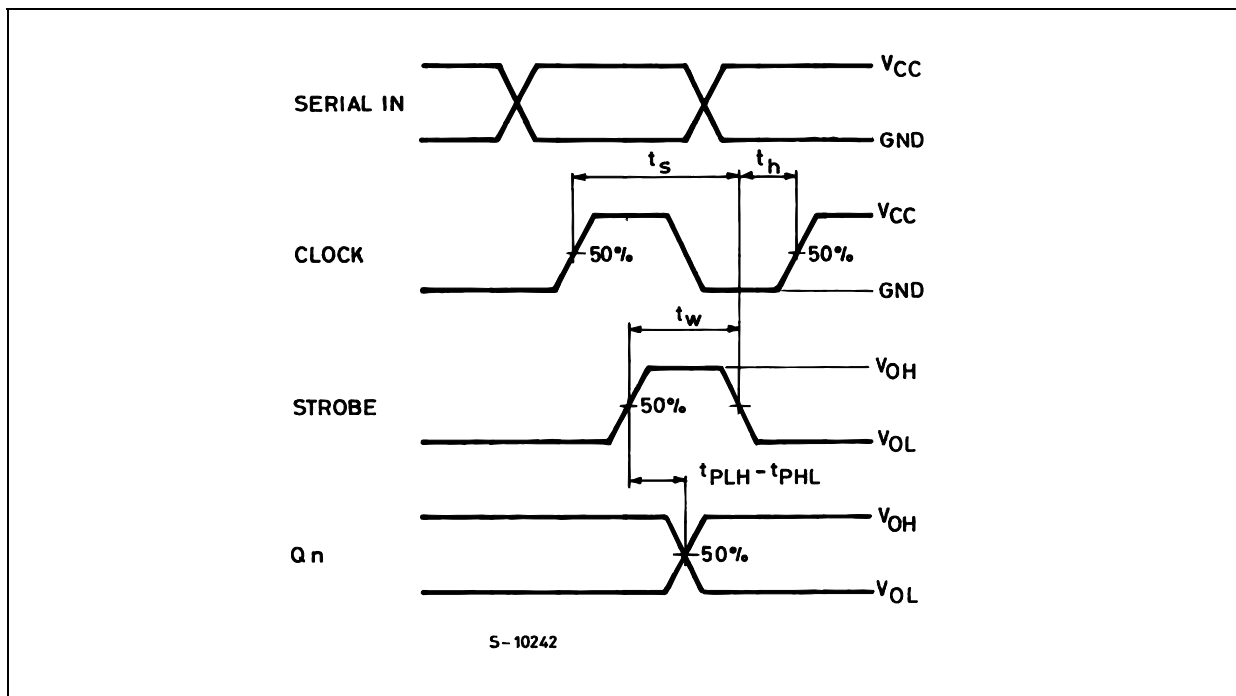 VCC
SERIAL IN
GND
ts th
VCC
CLOCK 50% 50%
GND
tw
VOH
STROBE 50%
VOL
tPLH - tPHL
VOH
Qn 50%
VOL
S-10242